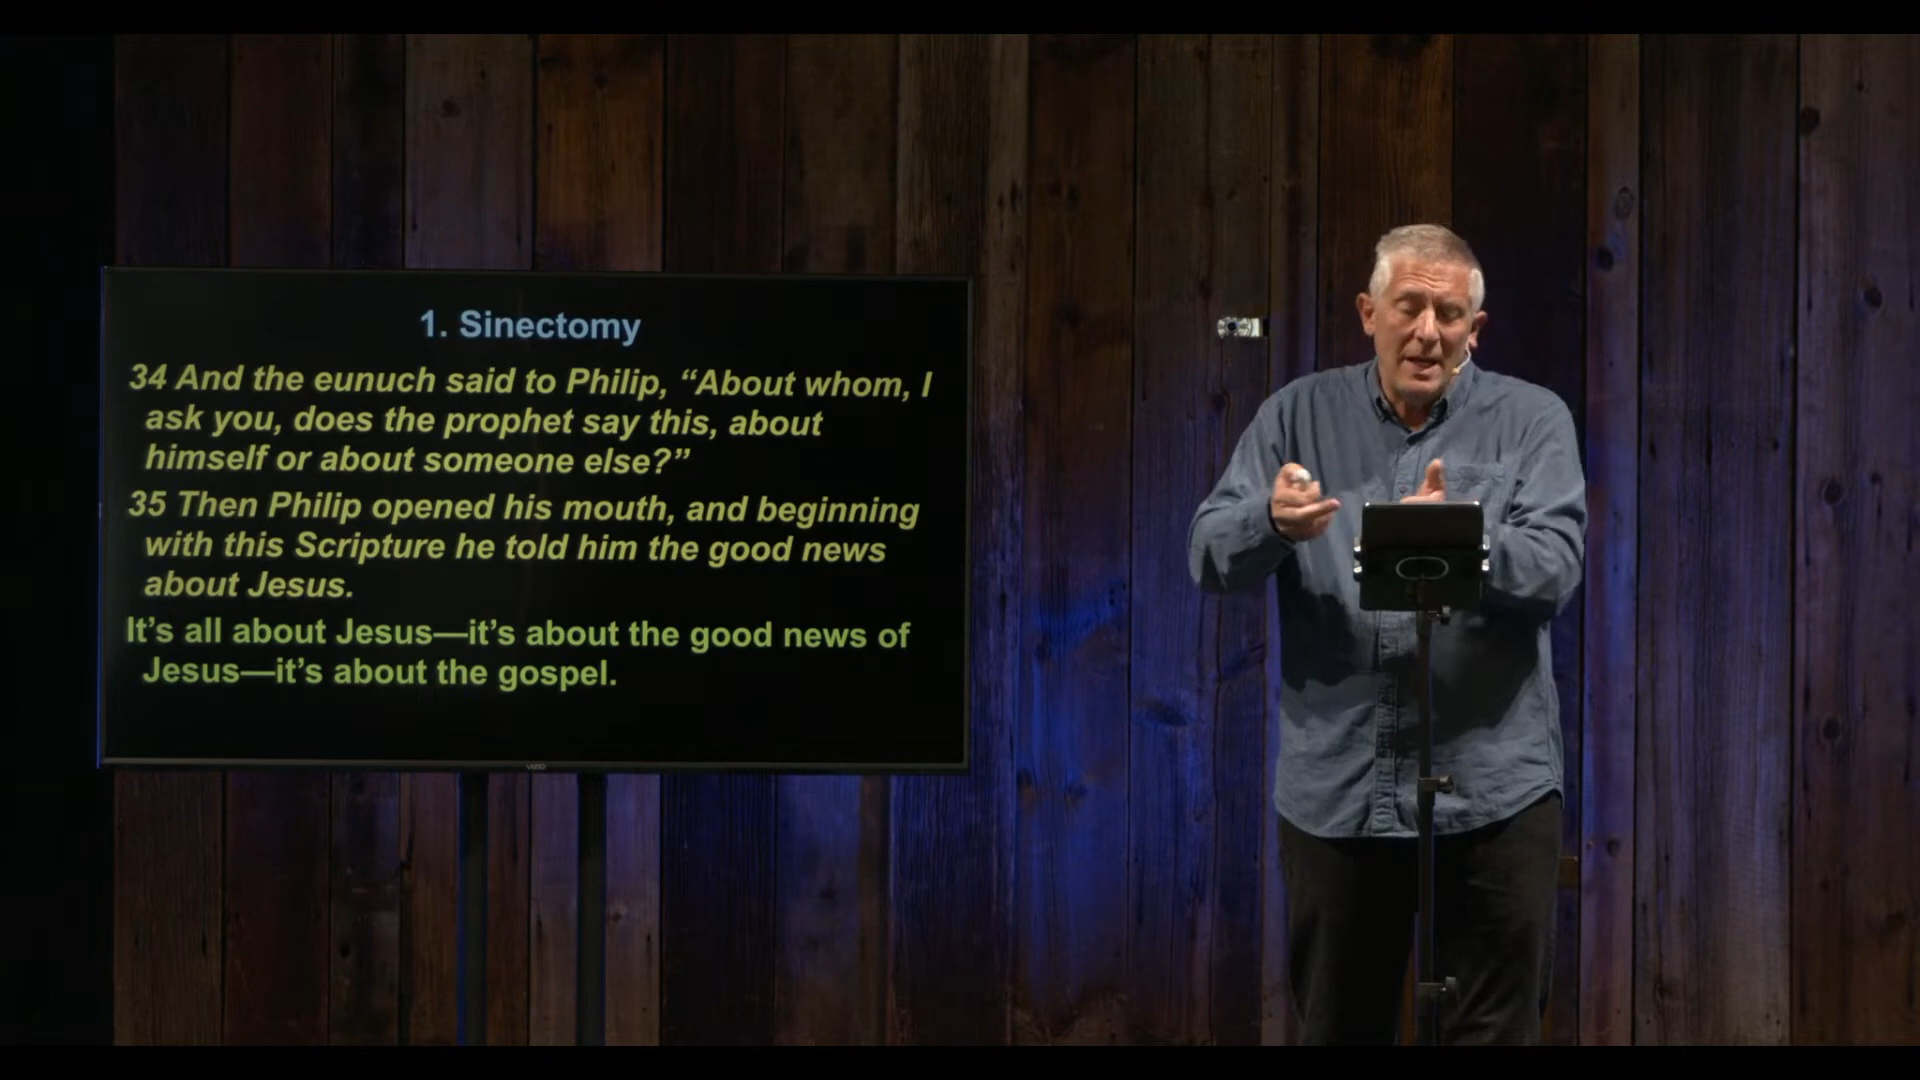 1. Sinectomy
34 And the eunuch said to Philip, “About whom, I
ask you, does the prophet say this, about
himself or about someone else?”
35 Then Philip opened his mouth, and beginning
with this Scripture he told him the good news
about Jesus.
It’s all about Jesus—it’s about the good news of
Jesus—it’s about the gospel.
VIZIO